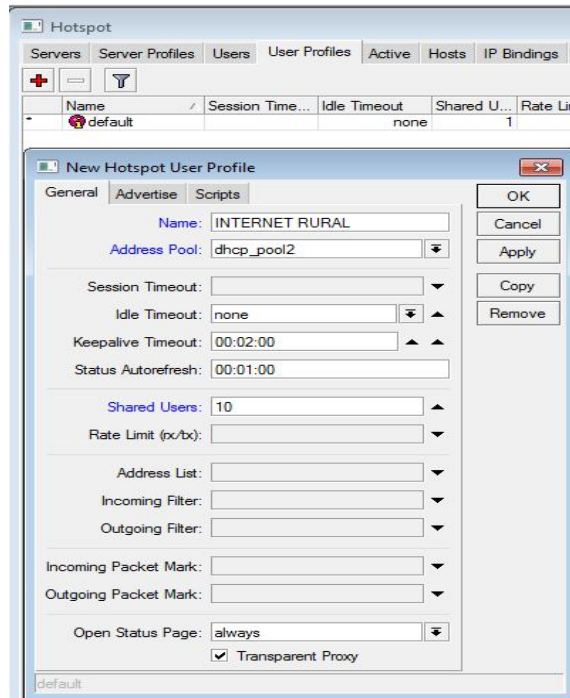 Hotspot
Servers Server Profiles Users User Profiles Active Hosts IP Bindings
Name Session Time... Idle Timeout Shared U... Rate Li
* default none 1
New Hotspot User Profile
General Advertise Scripts
OK
Name: INTERNET RURAL
Cancel
Address Pool: dhcp_pool2
Apply
Session Timeout:
Copy
Idle Timeout: none
Remove
Keepalive Timeout: 00:02:00
Status Autorefresh: 00:01:00
Shared Users: 10
Rate Limit (rx/tx):
Address List:
Incoming Filter:
Outgoing Filter:
Incoming Packet Mark:
Outgoing Packet Mark:
Open Status Page: always
Transparent Proxy
default